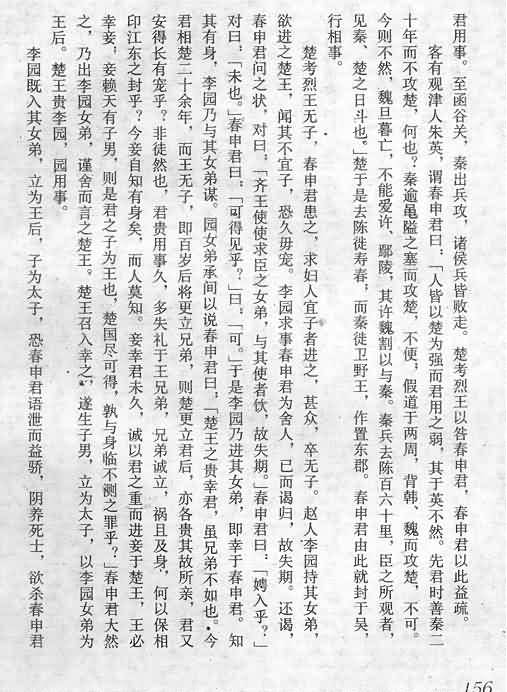 君用事。至函谷关，秦出兵攻，诸侯兵皆败走。楚考烈王以咎春申君，春申君以此益疏。
客有观津人朱英，谓春申君曰：“人皆以楚为强而君用之弱，其于英不然。先君时善秦二
十年而不攻楚，何也？秦逾黾隘之塞而攻楚，不便；假道于两周，背韩、魏而攻楚，不可。
今则不然，魏旦暮亡，不能爱许、鄢陵，其许魏割以与秦。秦兵去陈百六十里，臣之所观者，
见秦、楚之日斗也。”楚于是去陈徙寿春，而秦徙卫野王，作置东郡。春申君由此就封于吴，
行相事。
楚考烈王无子，春申君患之，求妇人宜子者进之，甚众，卒无子。赵人李园持其女弟，
欲进之楚王，闻其不宜子，恐久毋宠。李园求事春申君为舍人，已而谒归，故失期。还谒，
春申君问之状，对曰：“齐王使使求臣之女弟，与其使者饮，故失期。”春申君曰：“娉入乎？”
对曰：“未也。”春申君曰：“可得见乎？”曰：“可。”于是李园乃进其女弟，即幸于春申君。知
其有身，李园乃与其女弟谋。园女弟承间以说春申君曰：“楚王之贵幸君，虽兄弟不如也。今
君相楚二十余年，而王无子，即百岁后将更立兄弟，则楚更立君后，亦各贵其故所亲，君又
安得长有宠乎？非徒然也，君贵用事久，多失礼于王兄弟，兄弟诚立，祸且及身，何以保相
印江东之封乎？今妾自知有身矣，而人莫知。妾幸君未久，诚以君之重而进妾于楚王，王必
幸妾；妾赖天有子男，则是君之子为王也，楚国尽可得，孰与身临不测之罪乎？”春申君大然
之，乃出李园女弟，谨舍而言之楚王。楚王召入幸之，遂生子男，立为太子，以李园女弟为
王后。楚王贵李园，园用事。
李园既入其女弟，立为王后，子为太子，恐春申君语泄而益骄，阴养死士，欲杀春申君
156